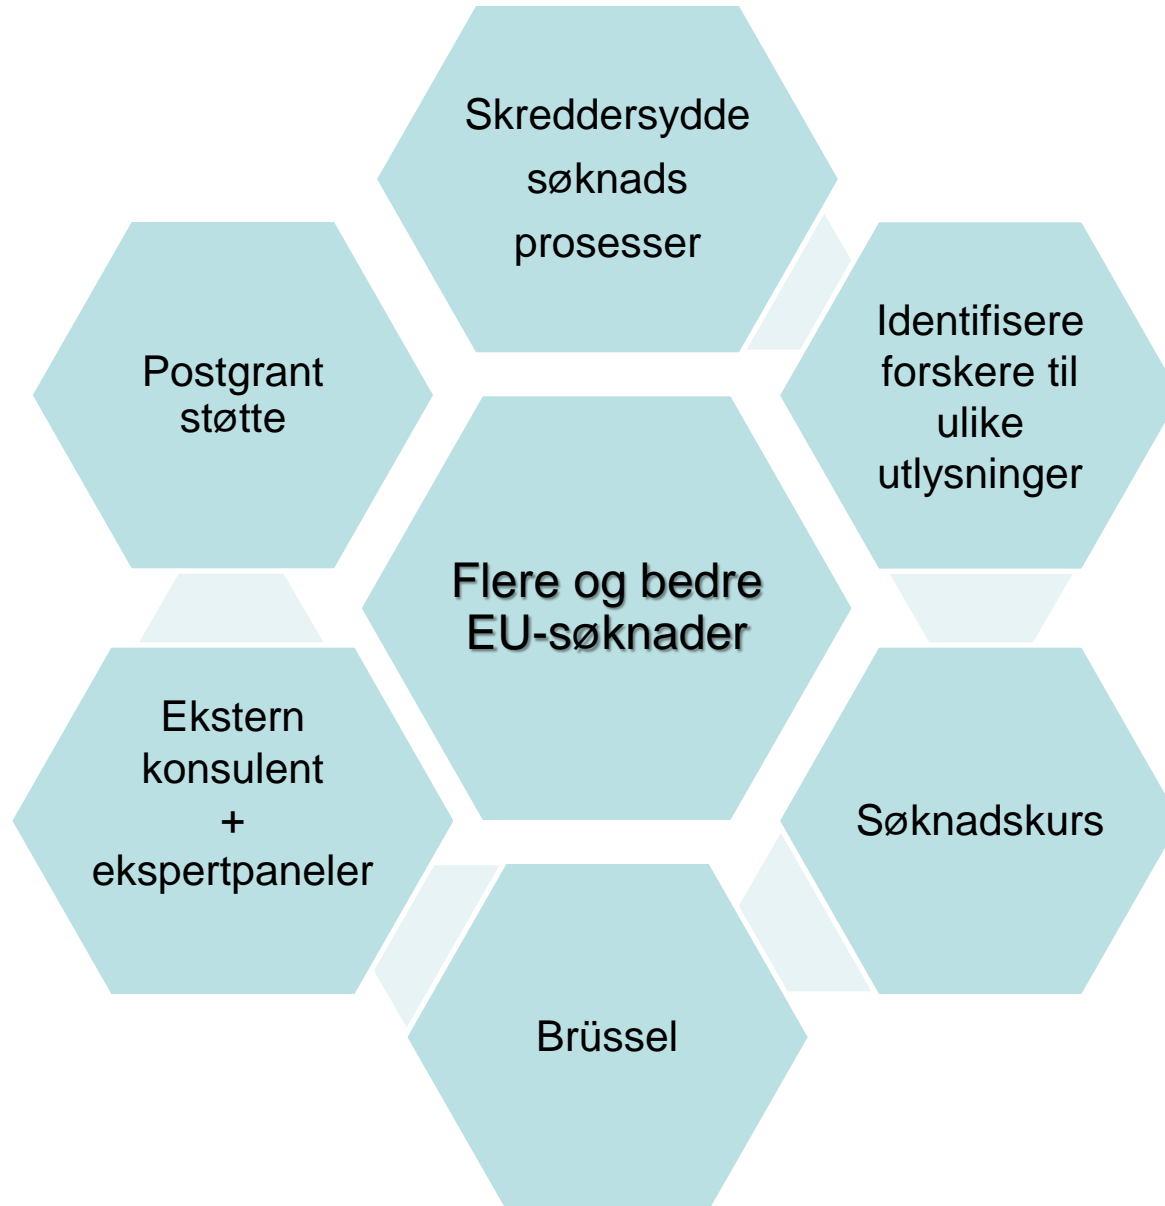 Skreddersydde
søknads
prosesser
Identifisere
forskere til
ulike
utlysninger
Postgrant
støtte
Flere og bedre
EU-søknader
Ekstern
konsulent
+
ekspertpaneler
Søknadskurs
Brüssel